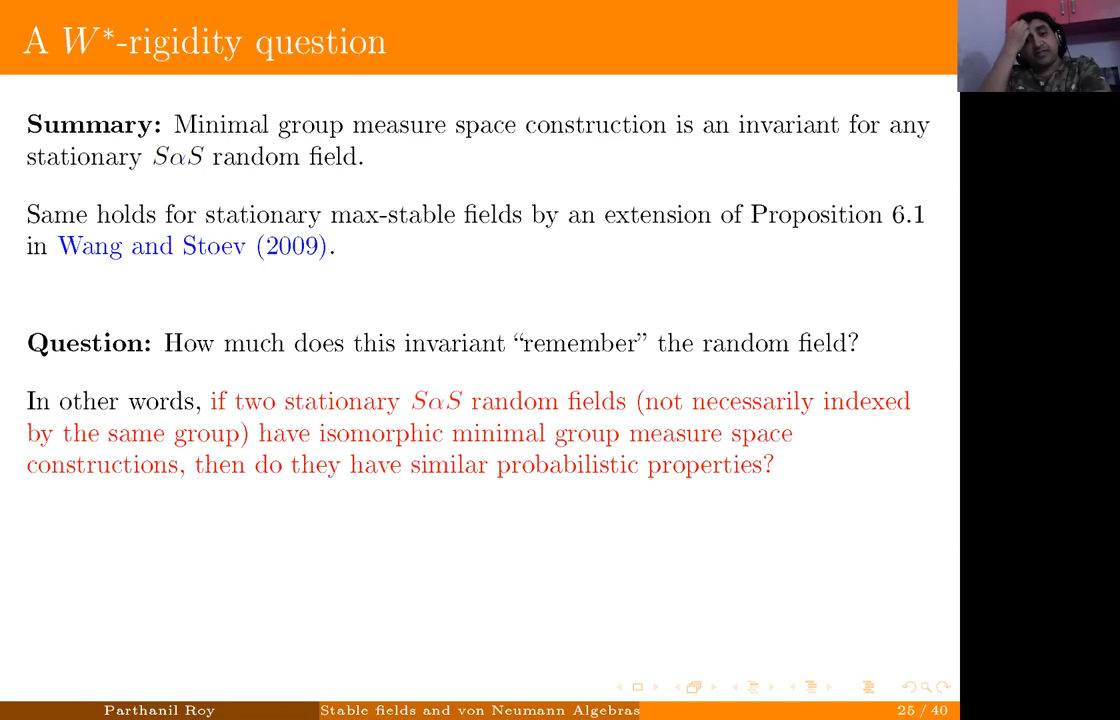 A W*-rigidity question
Summary: Minimal group measure space construction is an invariant for any
stationary SαS random field.
Same holds for stationary max-stable fields by an extension of Proposition 6.1
in Wang and Stoev (2009).
Question: How much does this invariant “remember” the random field?
In other words, if two stationary SαS random fields (not necessarily indexed
by the same group) have isomorphic minimal group measure space
constructions, then do they have similar probabilistic properties?
Parthanil Roy Stable fields and von Neumann Algebras 25 / 40